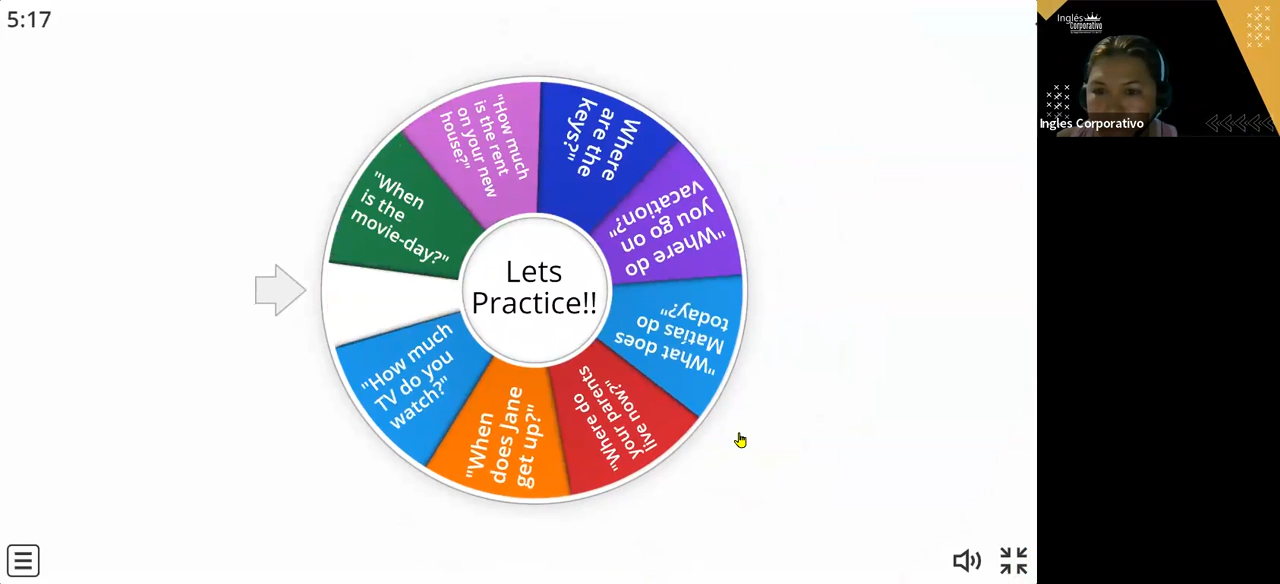 5:17
"How much
is the rent
on your new
house?"
Where
are the
keys?"
"Where do
you go on
vacation?"
"What does
Matías do
today?"
"Where do
your parents
live now?"
"When
does Jane
get up?"
"How much
TV do you
watch?"
"When
is the
movie-day?"
Lets
Practice!!
Inglés
Corporativo
Ingles Corporativo